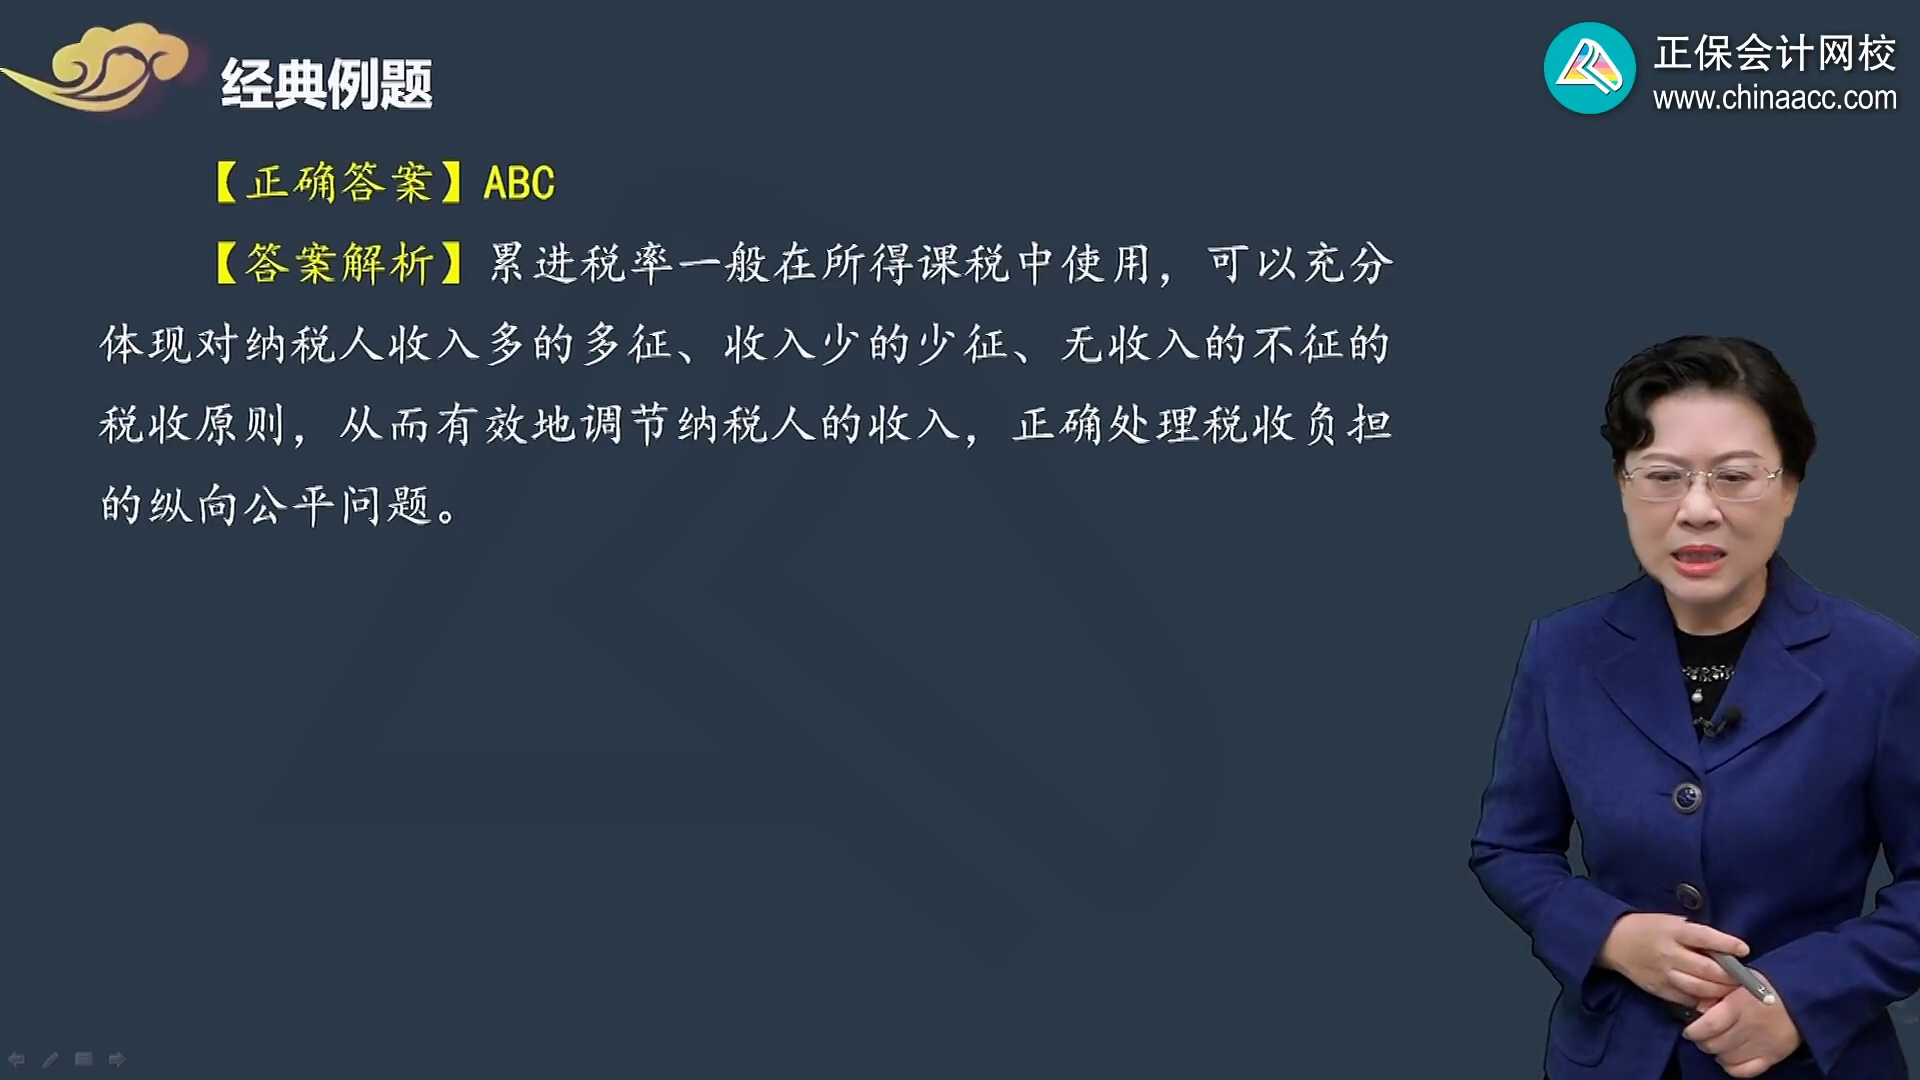 经典例题
正保会计网校
www.chinaacc.com
【正确答案】ABC
【答案解析】累进税率一般在所得课税中使用，可以充分
体现对纳税人收入多的多征、收入少的少征、无收入的不征的
税收原则，从而有效地调节纳税人的收入，正确处理税收负担
的纵向公平问题。